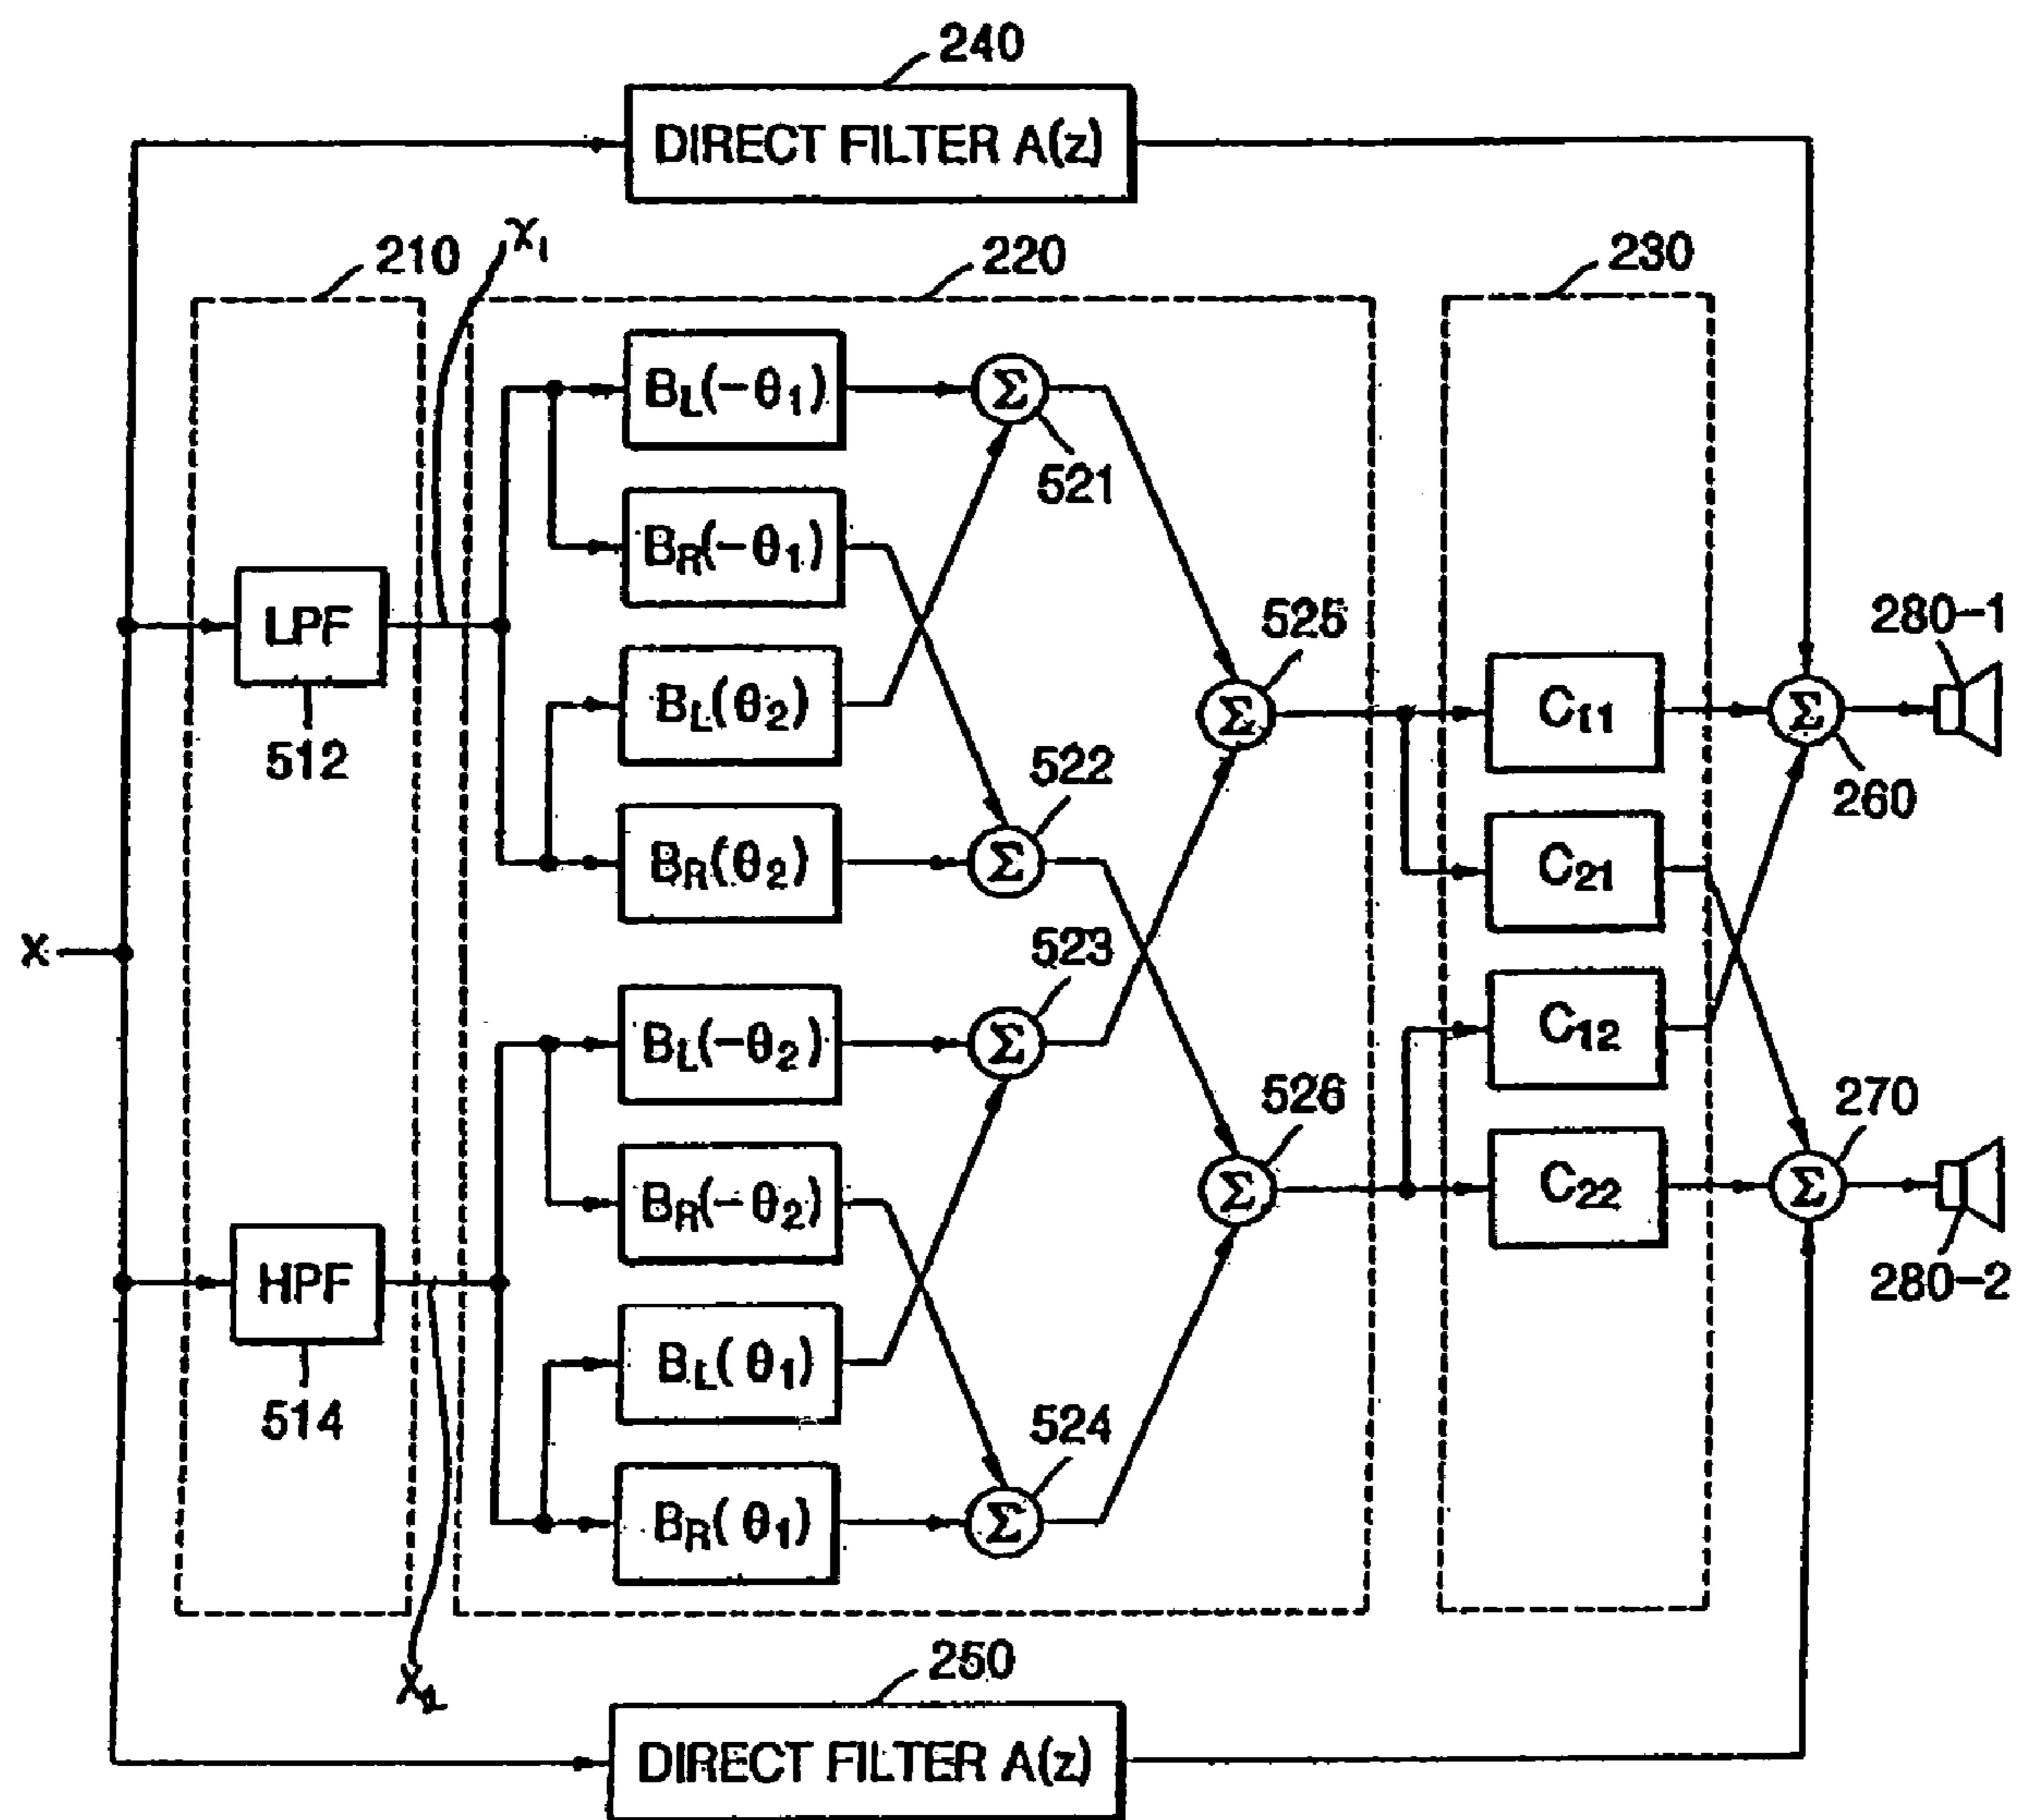 240
DIRECT FILTER A(z)
210
X1
220
230
BL(-θ1)
Σ
521
BR(-θ1)
LPF
512
525
280-1
BL(θ2)
Σ
C11
Σ
260
522
BR(θ2)
Σ
C21
X
523
BL(-θ2)
Σ
C12
526
270
BR(-θ2)
Σ
C22
Σ
HPF
514
280-2
BL(θ1)
524
BR(θ1)
Σ
X2
250
DIRECT FILTER A(z)